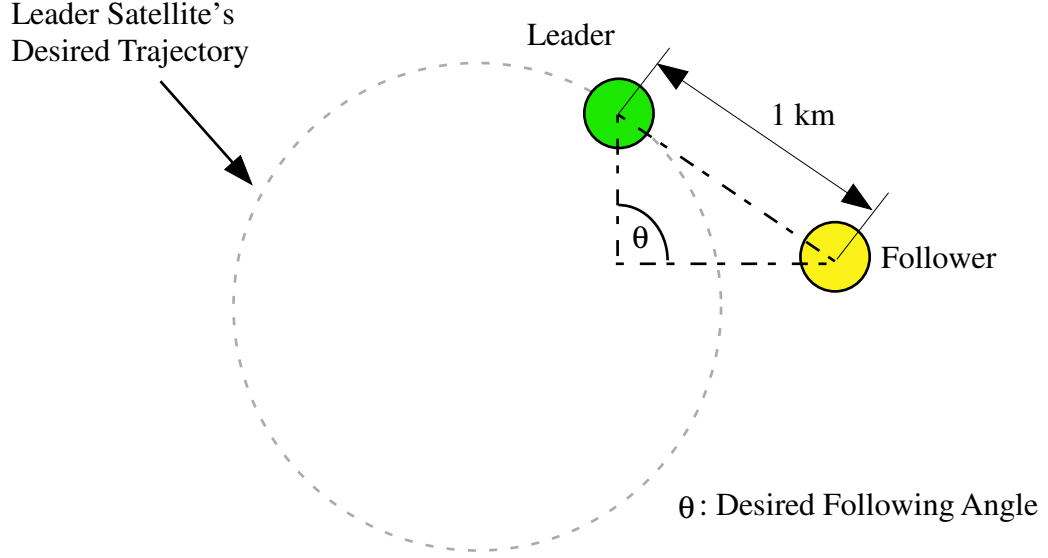 Leader Satellite's
Desired Trajectory
Leader
1 km
θ
Follower
θ: Desired Following Angle